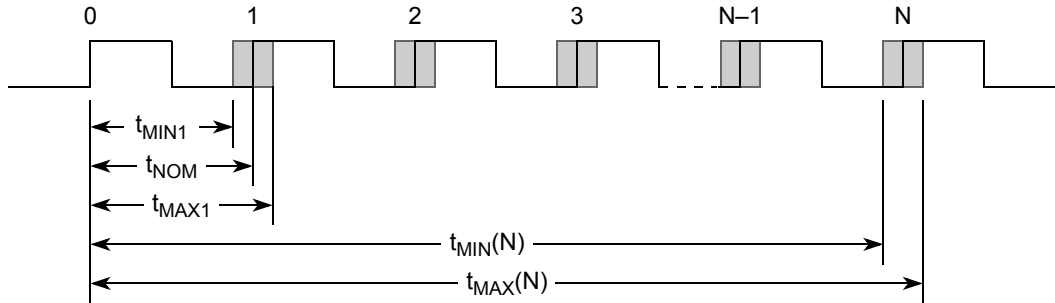 0 1 2 3 N–1 N
tMIN1
tNOM
tMAX1
tMIN(N)
tMAX(N)